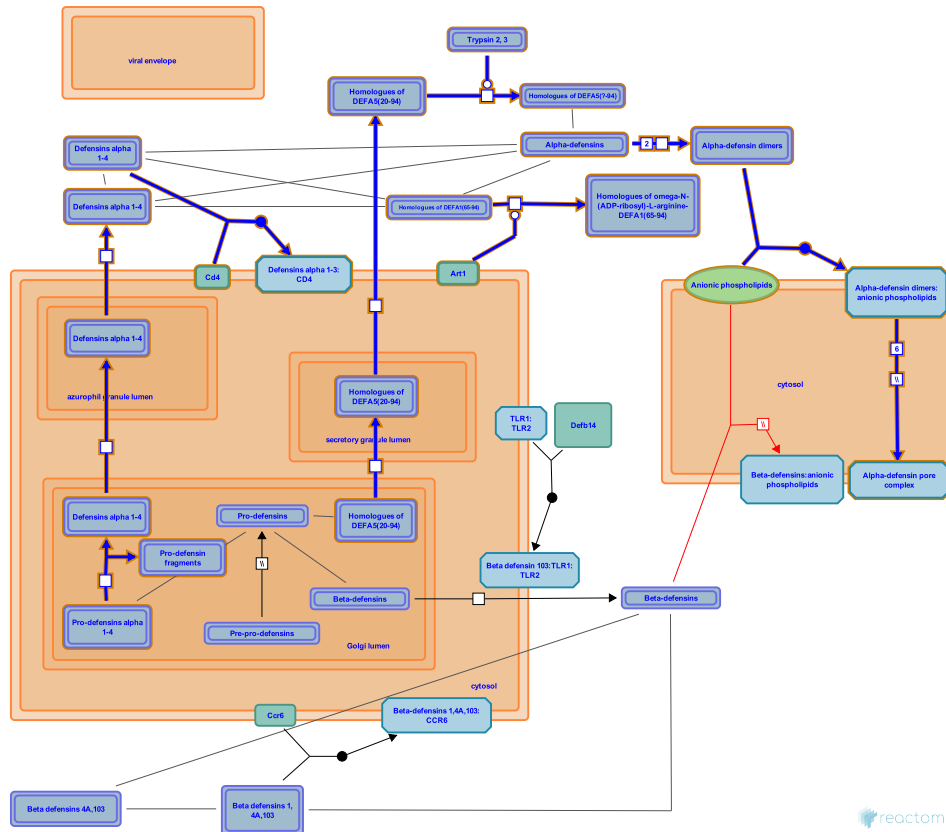 Trypsin 2, 3
viral envelope
Homologues of
DEFA5(20-94)
Homologues of DEFA5(?-94)
Defensins alpha
1-4
Alpha-defensins
2
Alpha-defensin dimers
Defensins alpha 1-4
Homologues of DEFA1(65-94)
Homologues of omega-N-
(ADP-ribosyl)-L-arginine-
DEFA1(65-94)
Cd4
Defensins alpha 1-3:
CD4
Art1
Anionic phospholipids
Alpha-defensin dimers:
anionic phospholipids
Defensins alpha 1-4
6
\\
cytosol
azurophil granule lumen
Homologues of
DEFA5(20-94)
secretory granule lumen
TLR1:
TLR2
Defb14
\\
Beta-defensins:anionic
phospholipids
Alpha-defensin pore
complex
Defensins alpha 1-4
Pro-defensins
Homologues of
DEFA5(20-94)
Pro-defensin
fragments
\\
Beta defensin 103:TLR1:
TLR2
Beta-defensins
Beta-defensins
Pro-defensins alpha
1-4
Pre-pro-defensins
Golgi lumen
cytosol
Ccr6
Beta-defensins 1,4A,103:
CCR6
Beta defensins 4A,103
Beta defensins 1,
4A,103
reactom